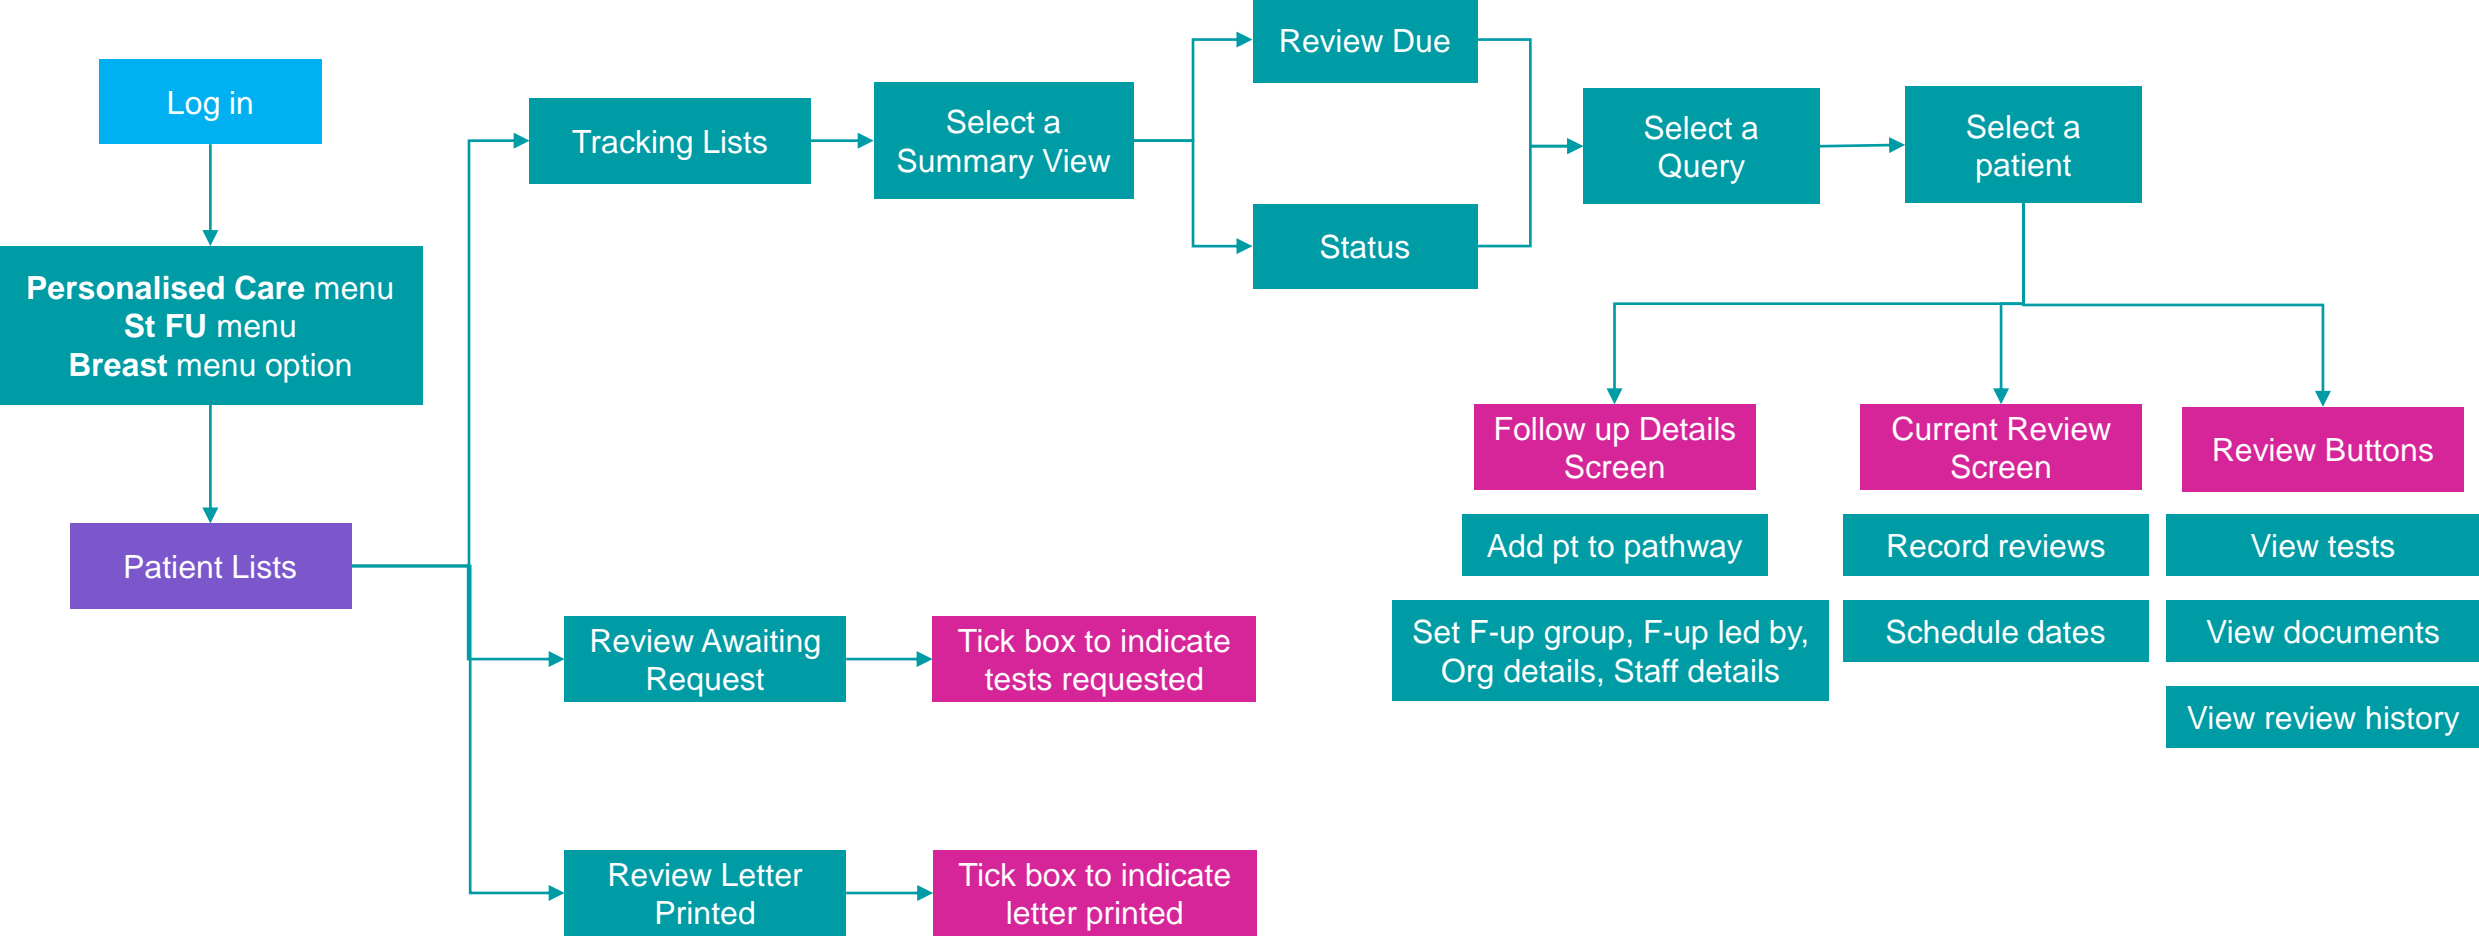 Log in
Personalised Care menu
St FU menu
Breast menu option
Patient Lists
Tracking Lists
Select a
Summary View
Review Due
Status
Select a
Query
Select a
patient
Follow up Details
Screen
Add pt to pathway
Set F-up group, F-up led by,
Org details, Staff details
Current Review
Screen
Record reviews
Schedule dates
Review Buttons
View tests
View documents
View review history
Review Awaiting
Request
Tick box to indicate
tests requested
Review Letter
Printed
Tick box to indicate
letter printed